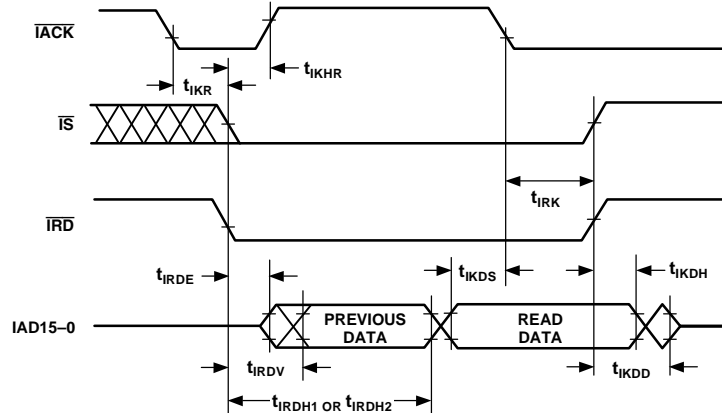 IACK
tIKR
tIKHR
IS
tIRK
IRD
tIRDE
tIKDS
tIKDH
IAD15–0
PREVIOUS
DATA
READ
DATA
tIRDV
tIKDD
tIRDH1 OR tIRDH2